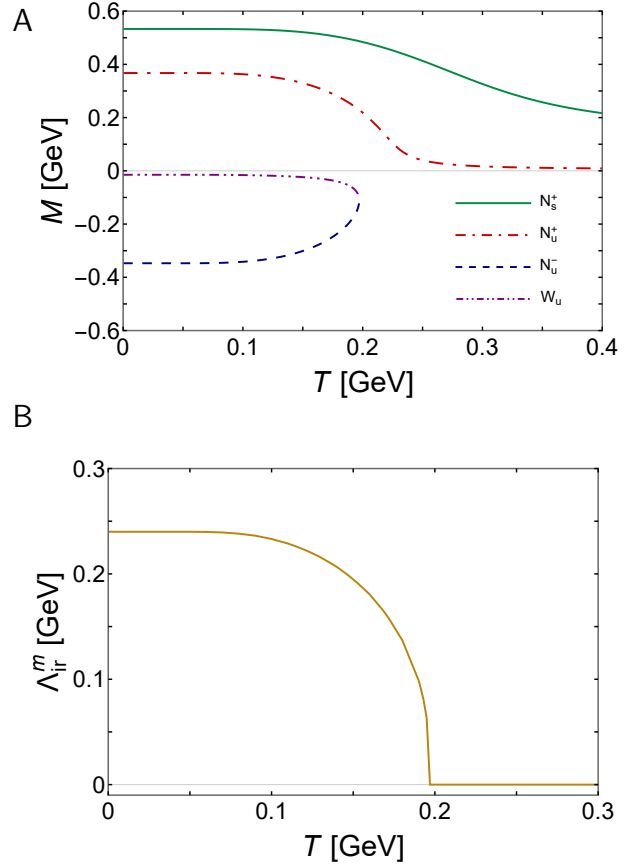 A
M [GeV]
0.6
0.4
0.2
0
−0.2
−0.4
−0.6
N_s^+
N_u^+
N_u^-
W_u
0 0.1 0.2 0.3 0.4
T [GeV]
B
Λ_ir^m [GeV]
0.3
0.2
0.1
0
0 0.1 0.2 0.3
T [GeV]